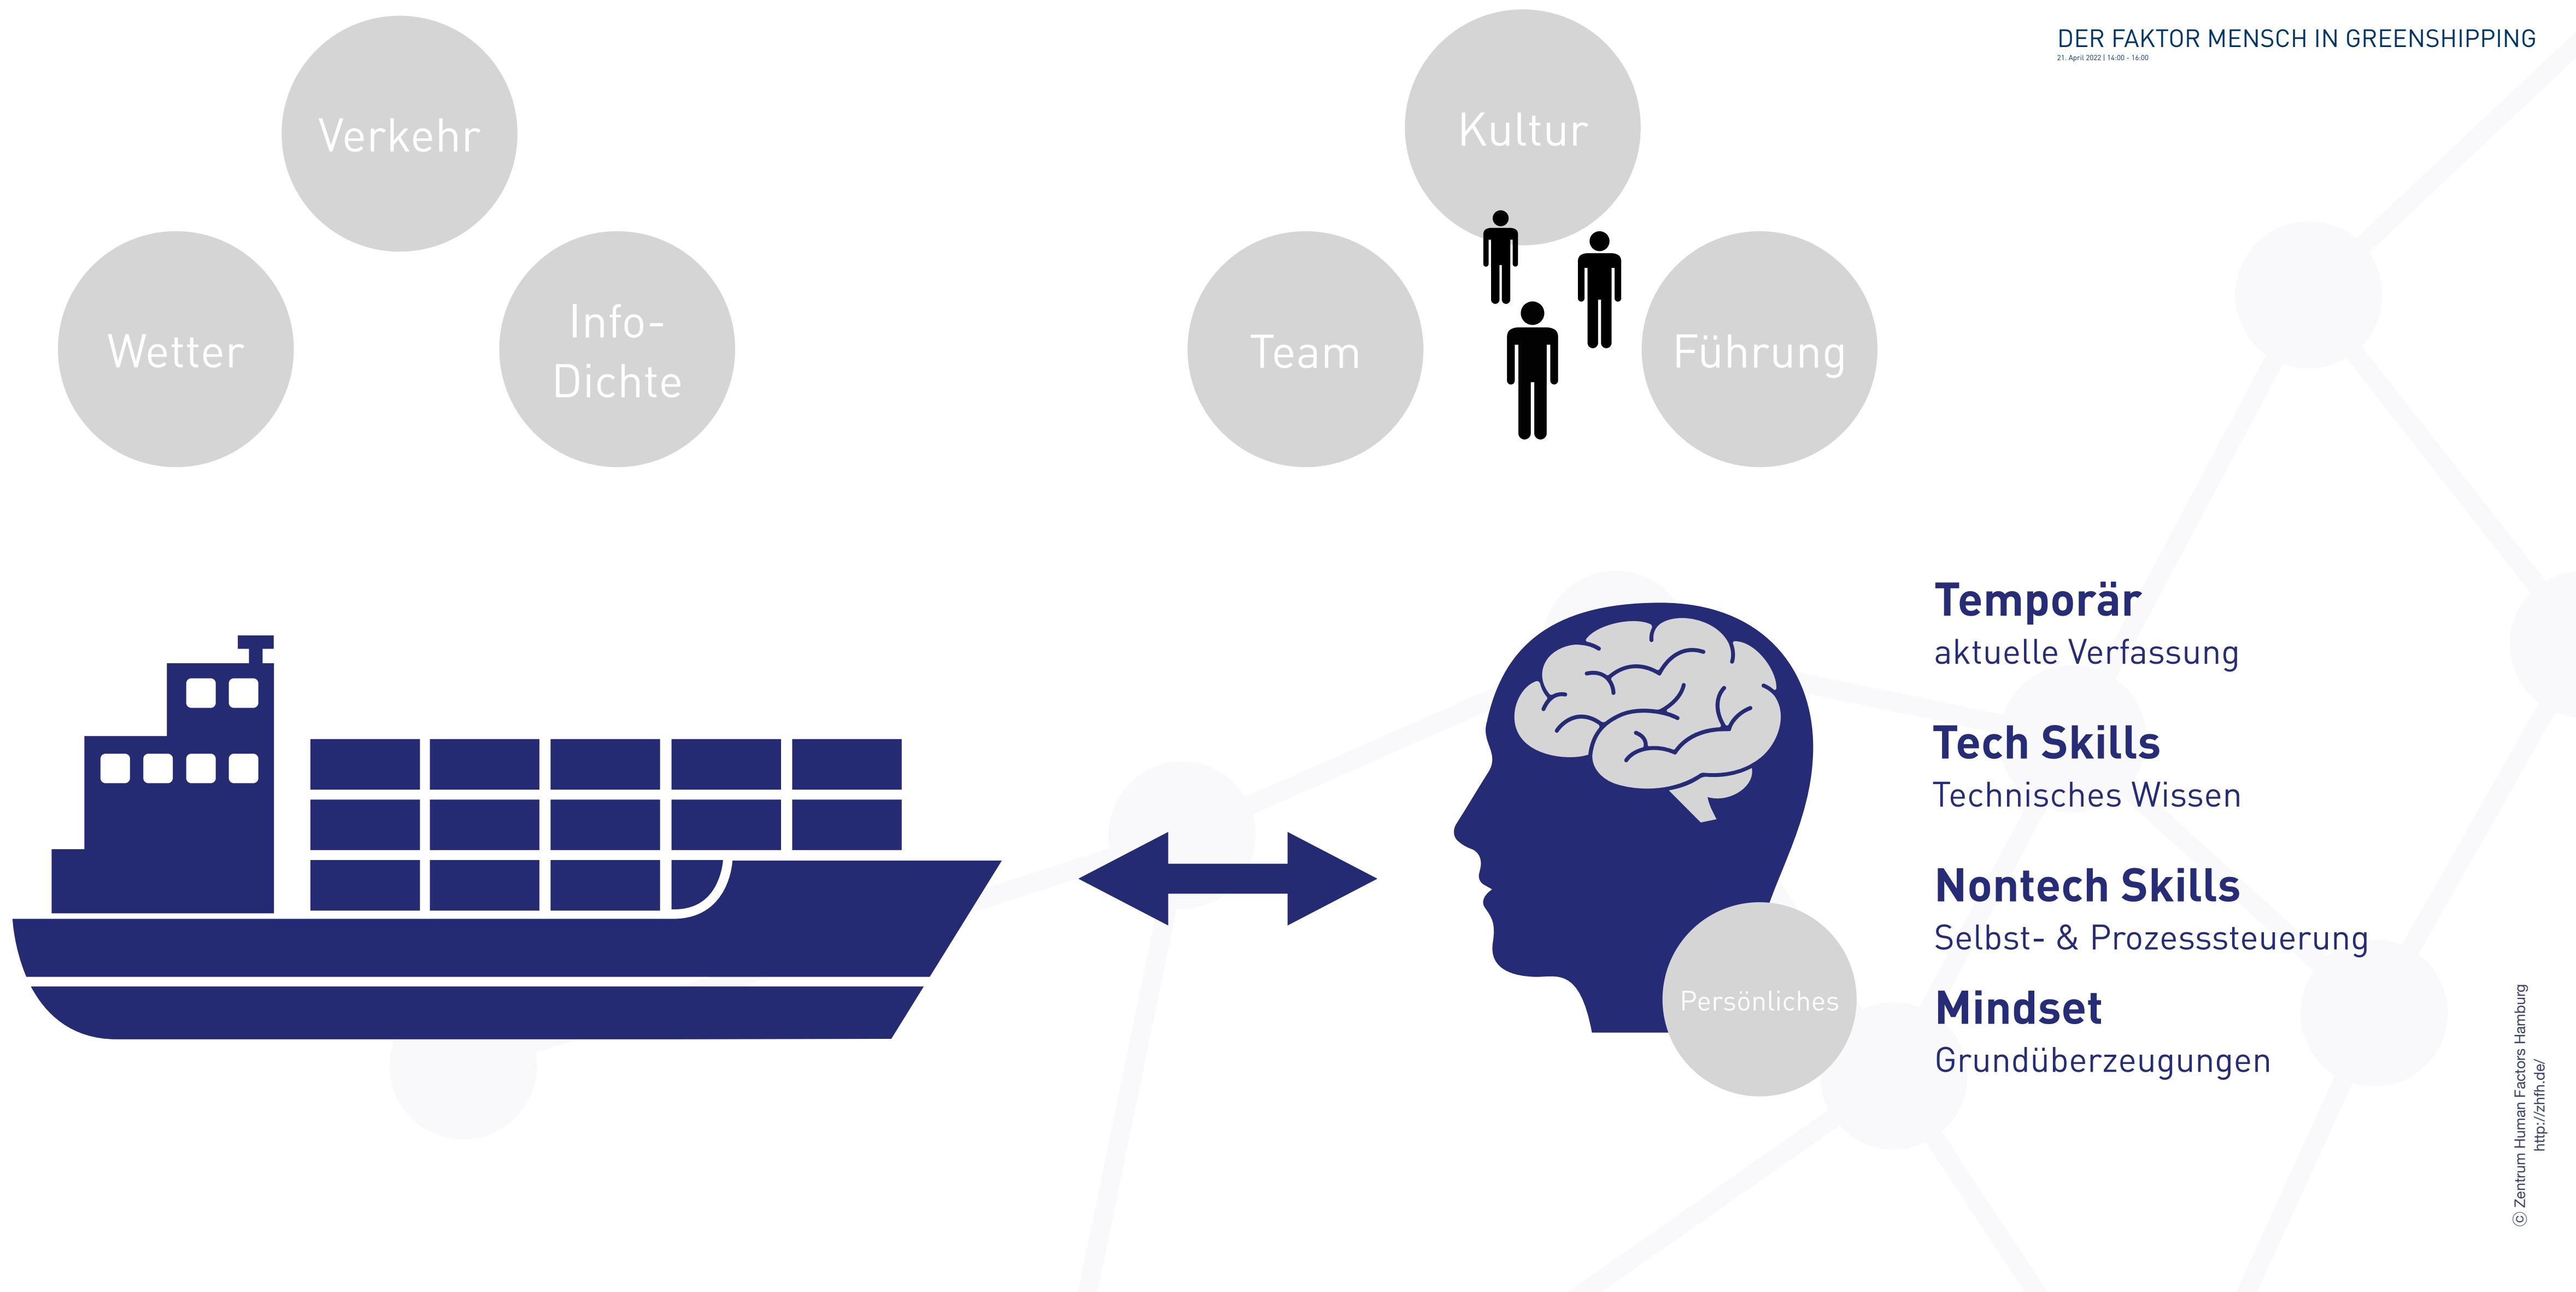 DER FAKTOR MENSCH IN GREENSHIPPING
21. April 2022 | 14:00 - 16:00
Verkehr
Wetter
Info-
Dichte
Kultur
Team
Führung
Temporär
aktuelle Verfassung
Tech Skills
Technisches Wissen
Nontech Skills
Selbst- & Prozesssteuerung
Mindset
Grundüberzeugungen
Persönliches
© Zentrum Human Factors Hamburg
http://zhfh.de/